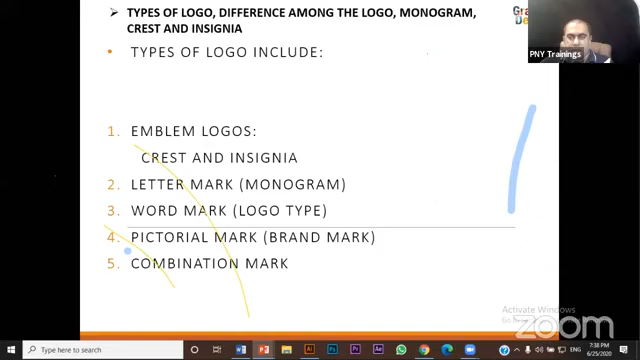 ➢ TYPES OF LOGO, DIFFERENCE AMONG THE LOGO, MONOGRAM,
CREST AND INSIGNIA
• TYPES OF LOGO INCLUDE:
1. EMBLEM LOGOS:
CREST AND INSIGNIA
2. LETTER MARK (MONOGRAM)
3. WORD MARK (LOGO TYPE)
4. PICTORIAL MARK (BRAND MARK)
5. COMBINATION MARK
PNY Trainings
Activate Windows
zoom
Type here to search
ENG
7:38 PM
6/25/2020